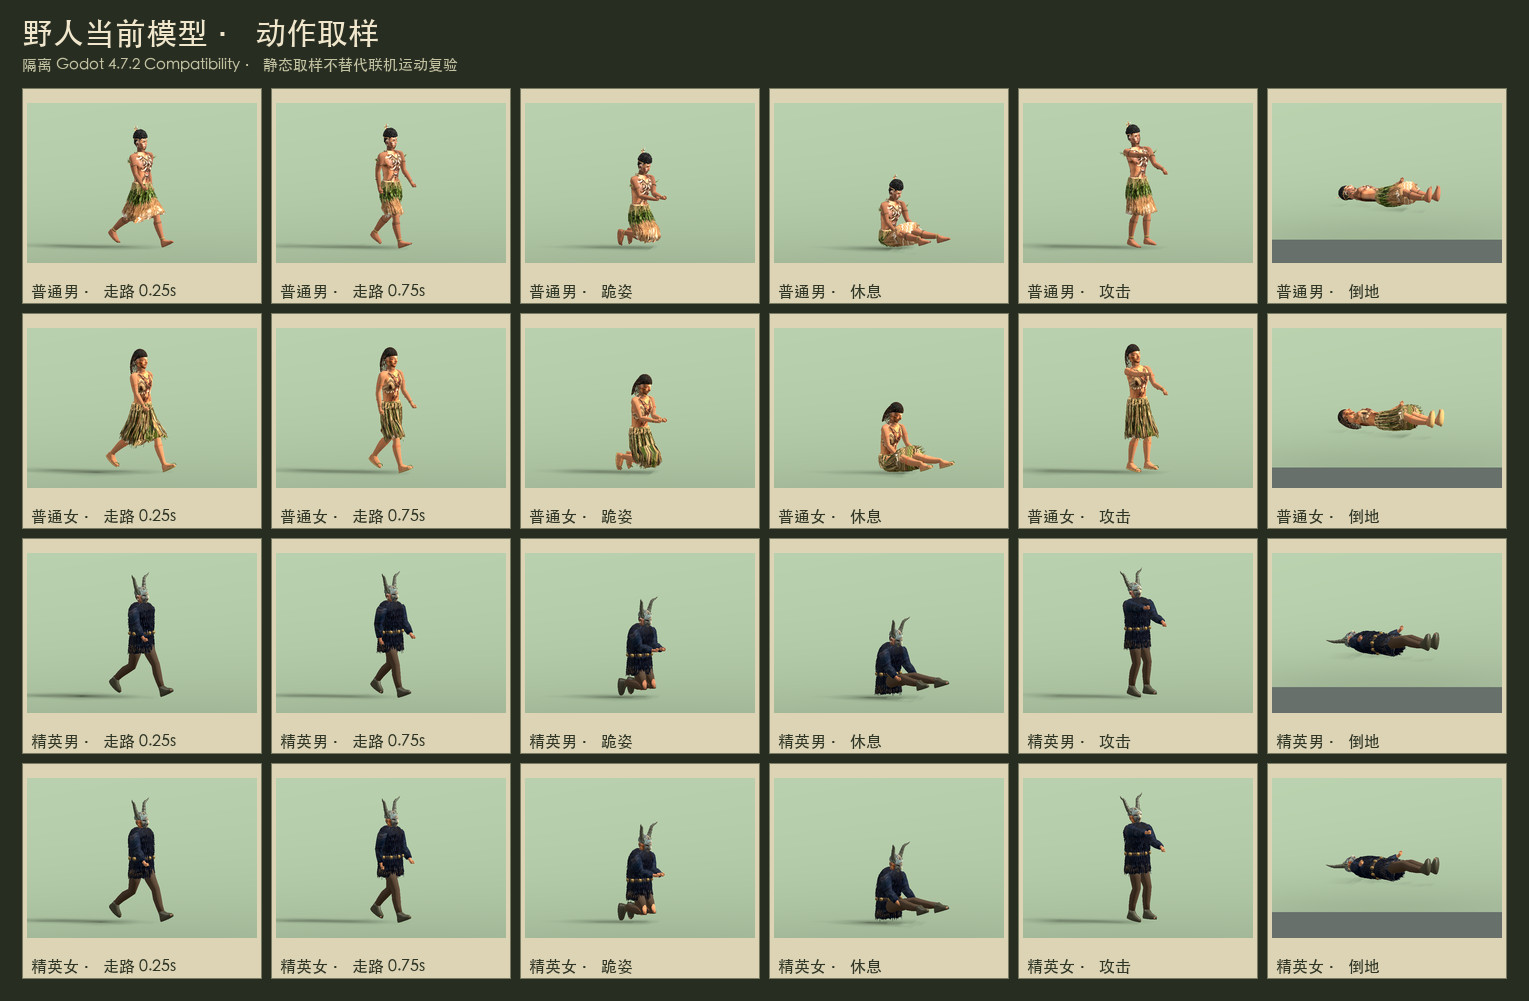 野人当前模型 · 动作取样
隔离 Godot 4.7.2 Compatibility · 静态取样不替代联机运动复验
普通男 · 走路 0.25s
普通男 · 走路 0.75s
普通男 · 跪姿
普通男 · 休息
普通男 · 攻击
普通男 · 倒地
普通女 · 走路 0.25s
普通女 · 走路 0.75s
普通女 · 跪姿
普通女 · 休息
普通女 · 攻击
普通女 · 倒地
精英男 · 走路 0.25s
精英男 · 走路 0.75s
精英男 · 跪姿
精英男 · 休息
精英男 · 攻击
精英男 · 倒地
精英女 · 走路 0.25s
精英女 · 走路 0.75s
精英女 · 跪姿
精英女 · 休息
精英女 · 攻击
精英女 · 倒地